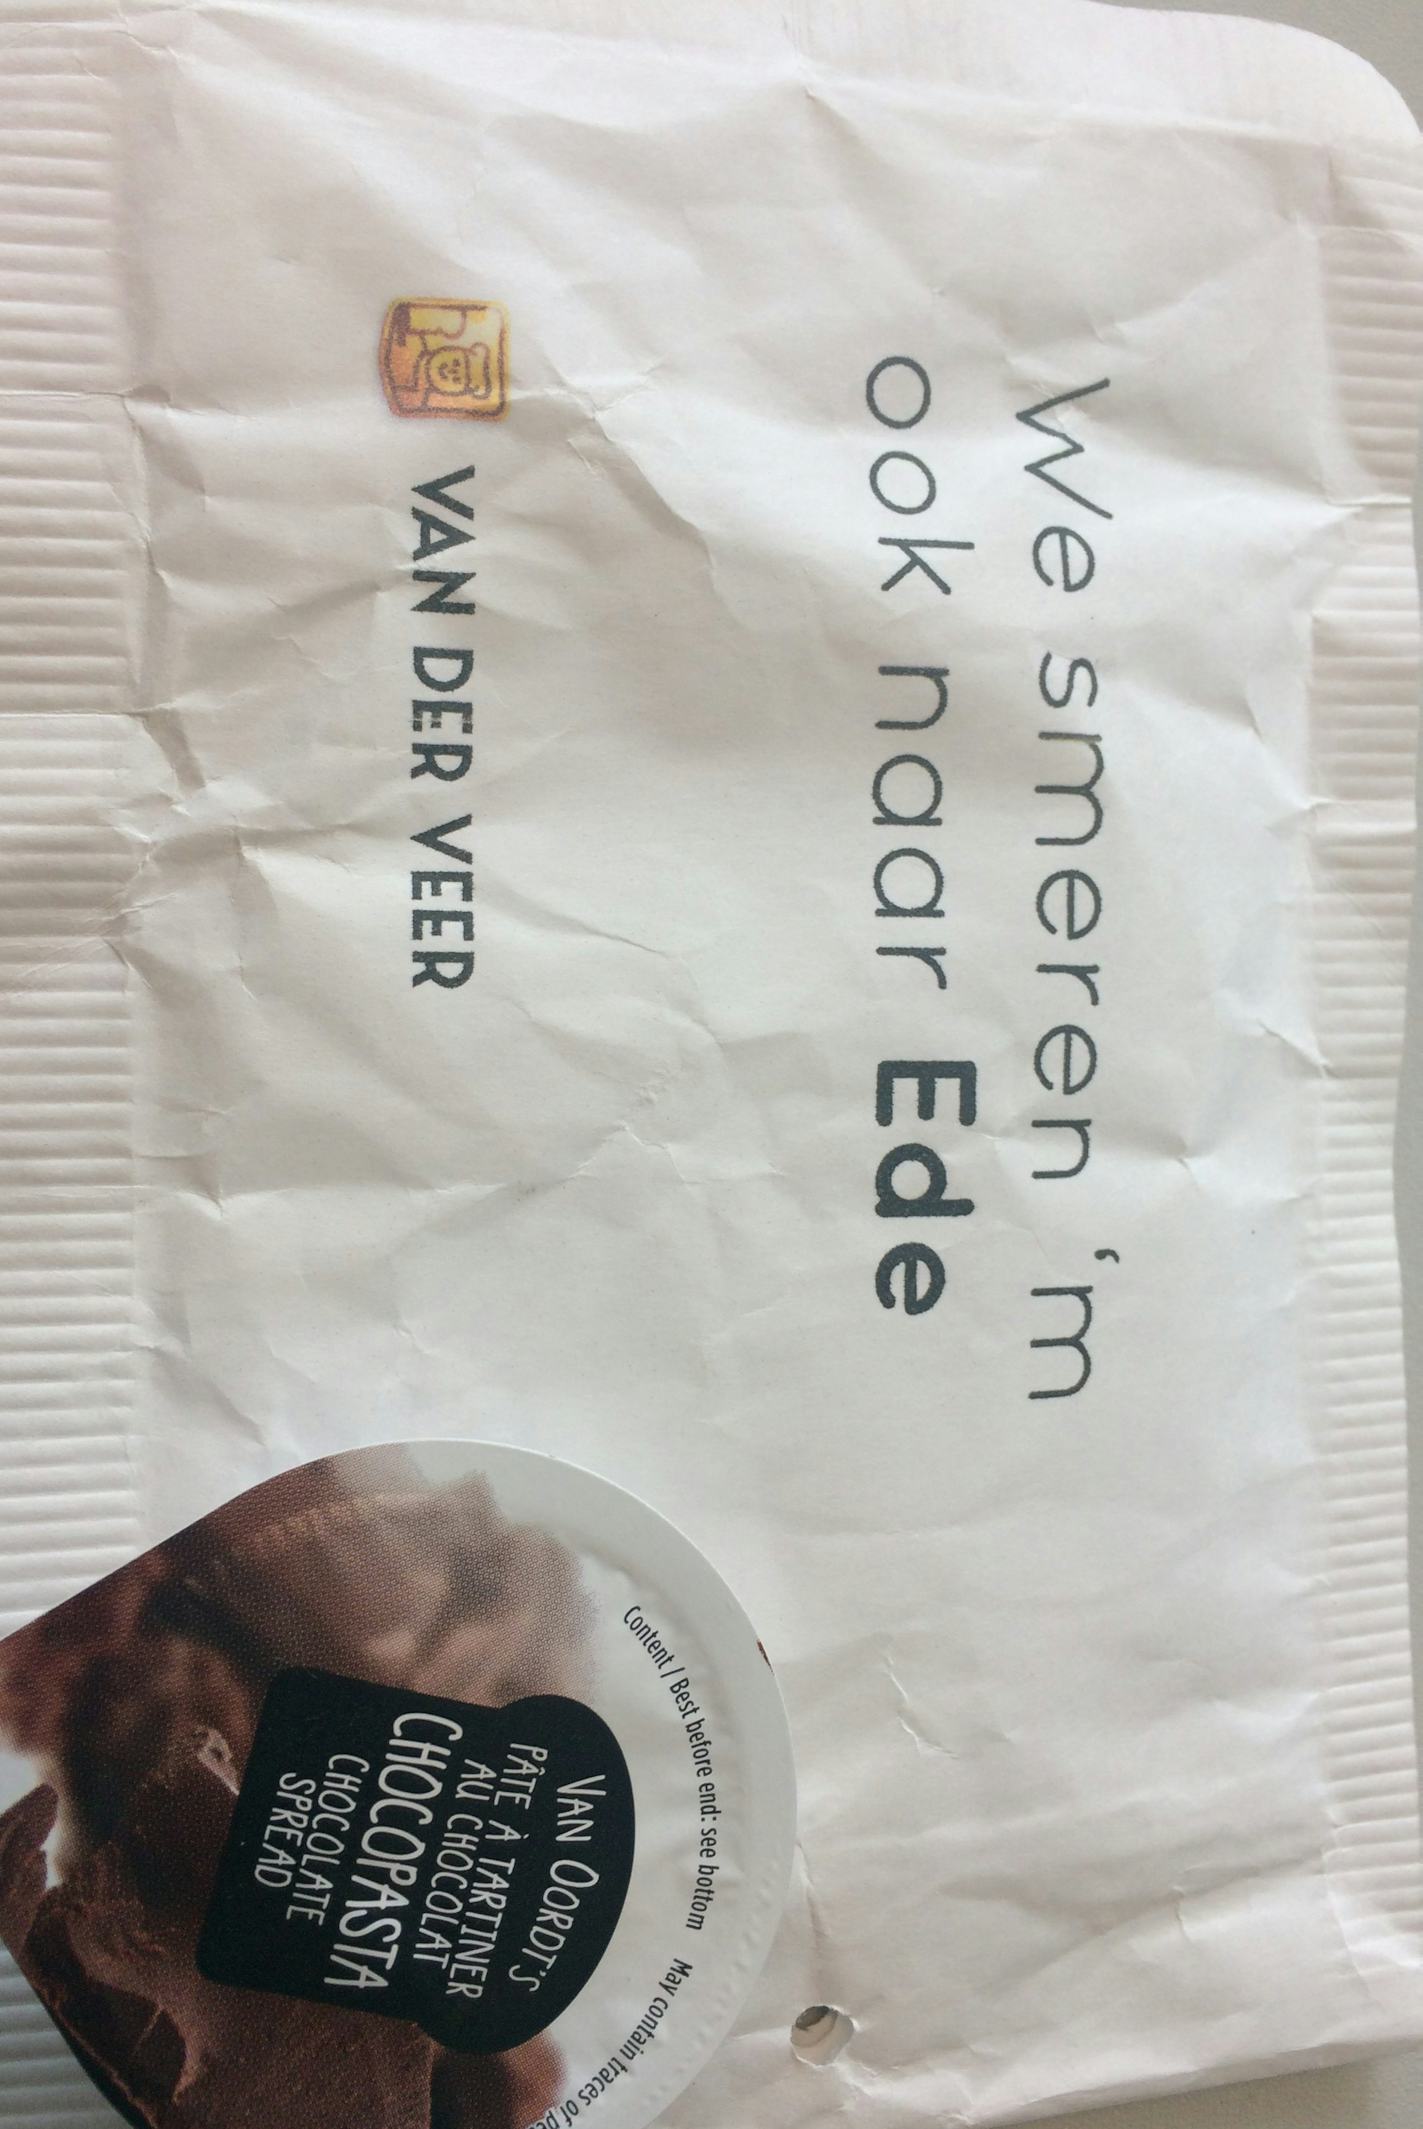 We smeren 'm
ook naar Ede
VAN DER VEER
Content / Best before end: see bottom
May contain traces of
VAN OORDT'S
PÂTE À TARTINER
AU CHOCOLAT
CHOCOPASTA
CHOCOLATE
SPREAD